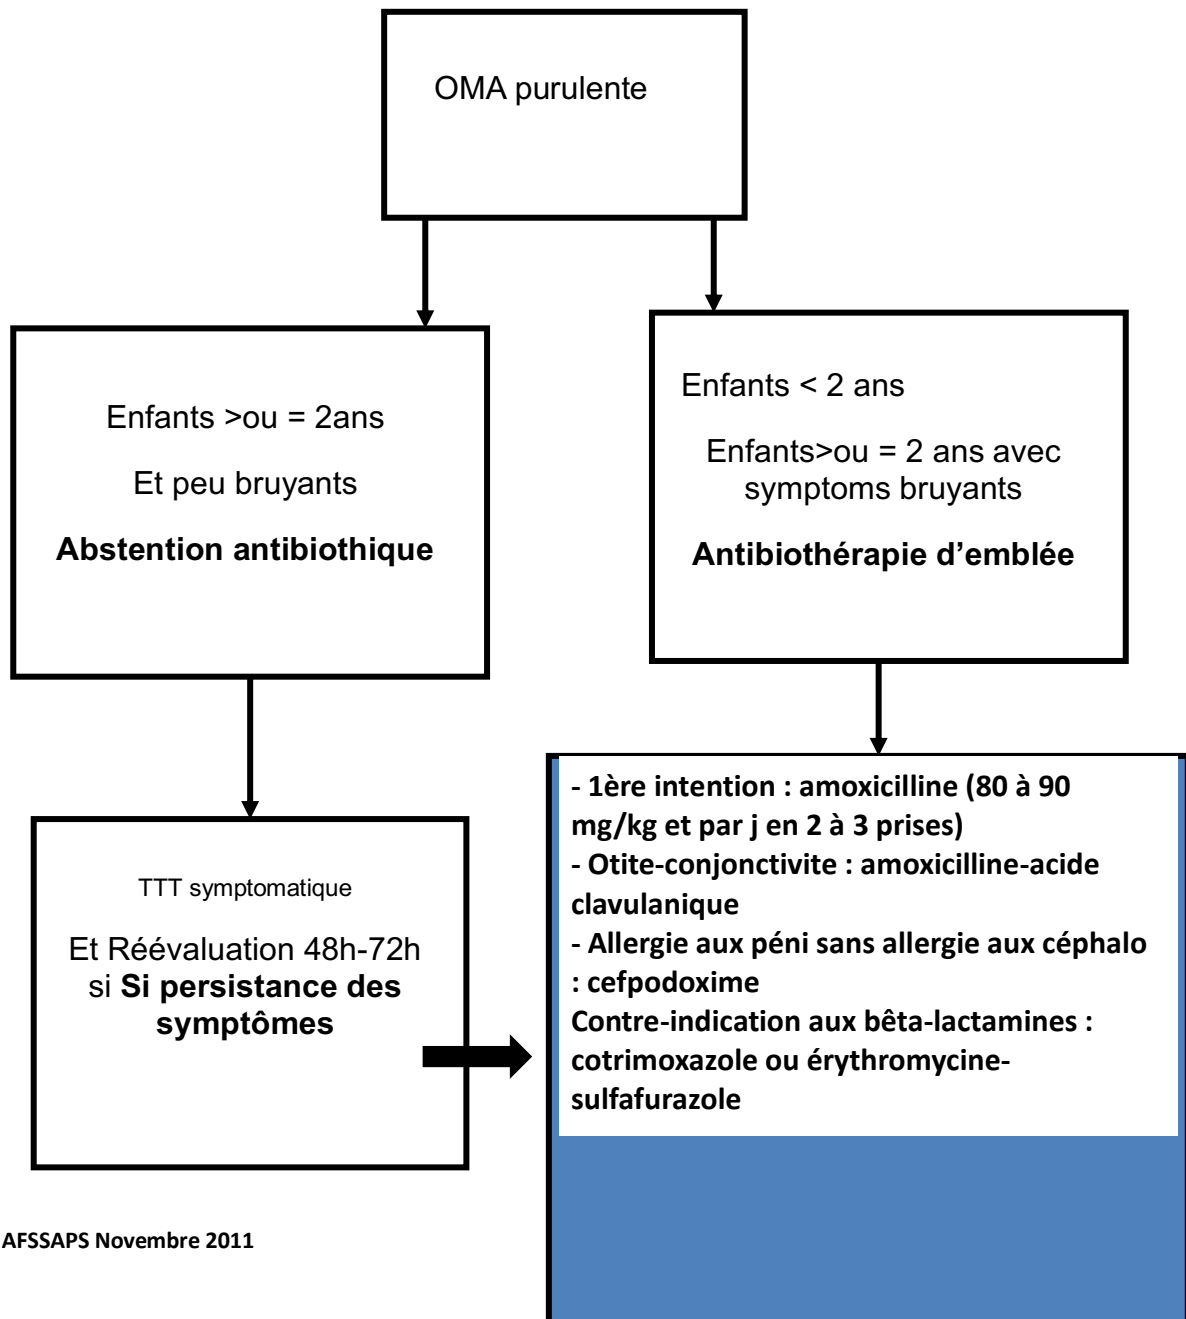 OMA purulente
Enfants >ou = 2ans
Et peu bruyants
Abstention antibiothique
Enfants < 2 ans
Enfants>ou = 2 ans avec
symptoms bruyants
Antibiothérapie d’emblée
TTT symptomatique
Et Réévaluation 48h-72h
si Si persistance des
symptômes
- 1ère intention : amoxicilline (80 à 90
mg/kg et par j en 2 à 3 prises)
- Otite-conjonctivite : amoxicilline-acide
clavulanique
- Allergie aux péni sans allergie aux céphalo
: cefpodoxime
Contre-indication aux bêta-lactamines :
cotrimoxazole ou érythromycine-
sulfafurazole
AFSSAPS Novembre 2011